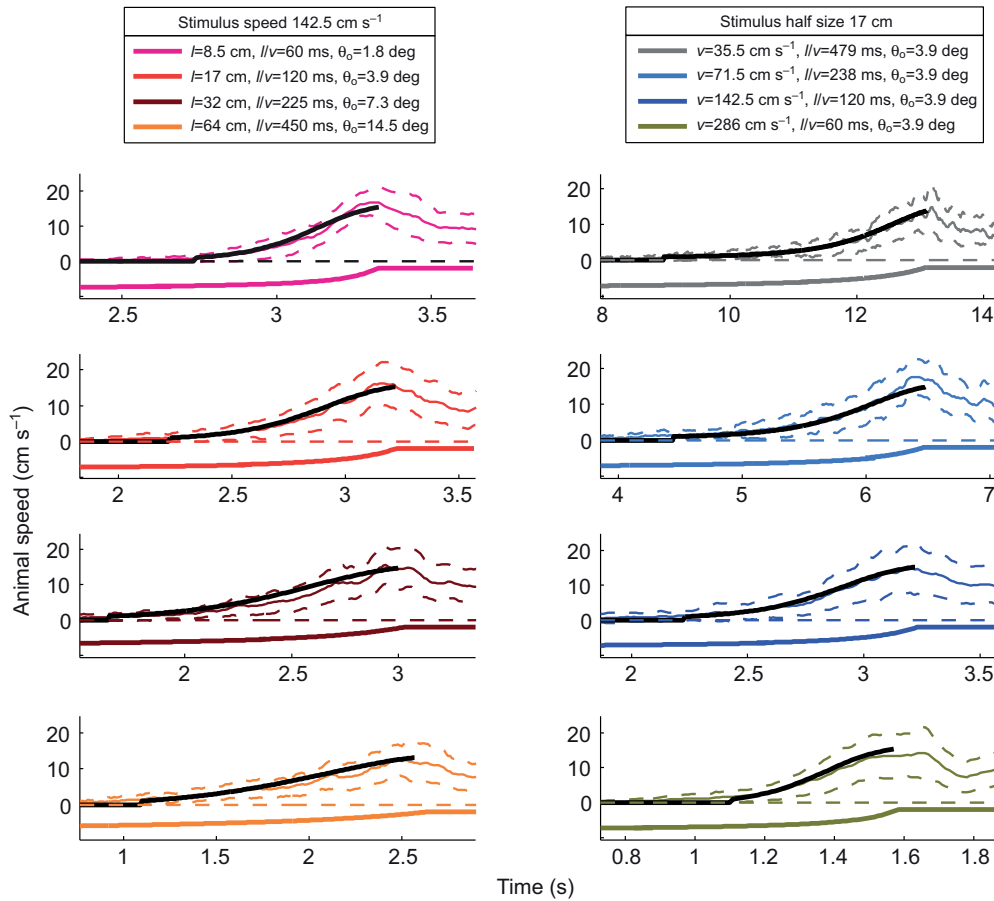 Stimulus speed 142.5 cm s⁻¹
l=8.5 cm, l/v=60 ms, θₒ=1.8 deg
l=17 cm, l/v=120 ms, θₒ=3.9 deg
l=32 cm, l/v=225 ms, θₒ=7.3 deg
l=64 cm, l/v=450 ms, θₒ=14.5 deg
Stimulus half size 17 cm
v=35.5 cm s⁻¹, l/v=479 ms, θₒ=3.9 deg
v=71.5 cm s⁻¹, l/v=238 ms, θₒ=3.9 deg
v=142.5 cm s⁻¹, l/v=120 ms, θₒ=3.9 deg
v=286 cm s⁻¹, l/v=60 ms, θₒ=3.9 deg
Animal speed (cm s⁻¹)
20
10
0
2.5 3 3.5
20
10
0
8 10 12 14
20
10
0
2 2.5 3 3.5
20
10
0
4 5 6 7
20
10
0
2 2.5 3
20
10
0
2 2.5 3 3.5
20
10
0
1 1.5 2 2.5
20
10
0
0.8 1 1.2 1.4 1.6 1.8
Time (s)